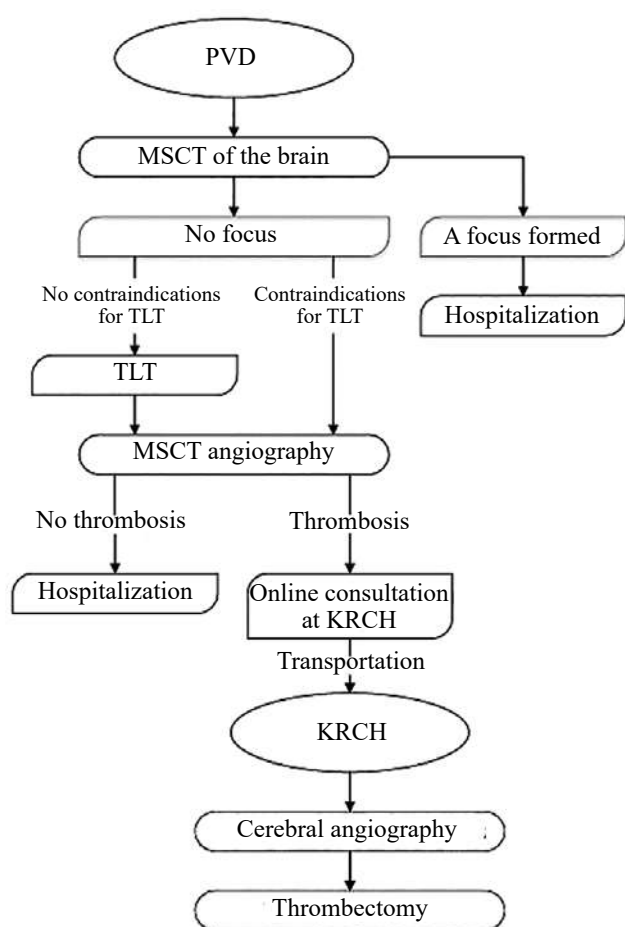 PVD
MSCT of the brain
No focus
A focus formed
No contraindications
for TLT
Contraindications
for TLT
Hospitalization
TLT
MSCT angiography
No thrombosis
Thrombosis
Hospitalization
Online consultation
at KRCH
Transportation
KRCH
Cerebral angiography
Thrombectomy